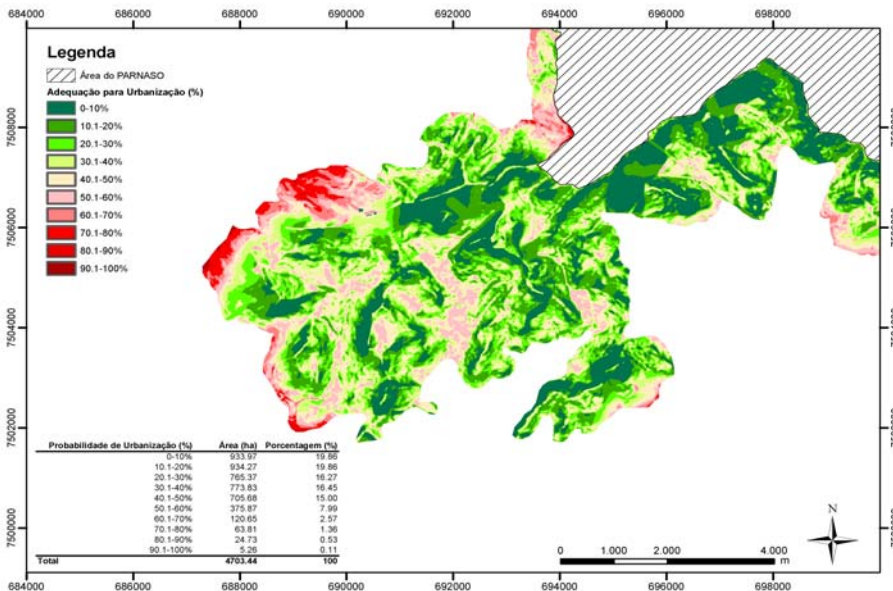 684000 686000 688000 690000 692000 694000 696000 698000
Legenda
Área do PARNASO
Adequação para Urbanização (%)
0-10%
10.1-20%
20.1-30%
30.1-40%
40.1-50%
50.1-60%
60.1-70%
70.1-80%
80.1-90%
90.1-100%
7508000
7506000
7504000
7502000
7500000
7508000
7506000
7504000
7502000
7500000
Probabilidade de Urbanização (%) Área (ha) Porcentagem (%)
0-10% 933.97 19.86
10.1-20% 934.27 19.86
20.1-30% 765.37 16.27
30.1-40% 773.83 16.45
40.1-50% 705.68 15.00
50.1-60% 375.87 7.99
60.1-70% 120.65 2.57
70.1-80% 63.81 1.36
80.1-90% 24.73 0.53
90.1-100% 5.26 0.11
Total 4703.44 100
N
0 1.000 2.000 4.000
m
684000 686000 688000 690000 692000 694000 696000 698000